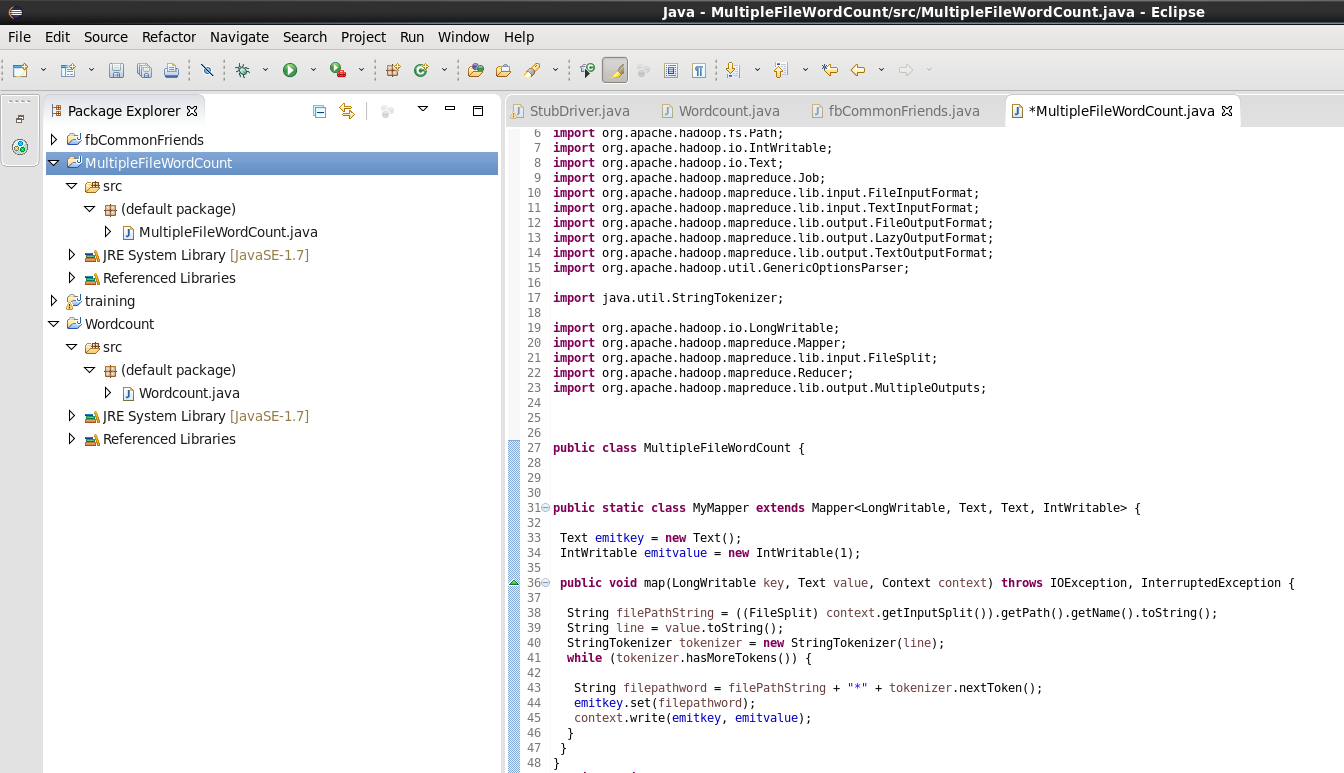 Java - MultipleFileWordCount/src/MultipleFileWordCount.java - Eclipse
File Edit Source Refactor Navigate Search Project Run Window Help
Package Explorer
fbCommonFriends
MultipleFileWordCount
src
(default package)
MultipleFileWordCount.java
JRE System Library [JavaSE-1.7]
Referenced Libraries
training
Wordcount
src
(default package)
Wordcount.java
JRE System Library [JavaSE-1.7]
Referenced Libraries
StubDriver.java Wordcount.java fbCommonFriends.java *MultipleFileWordCount.java
6 import org.apache.hadoop.fs.Path;
7 import org.apache.hadoop.io.IntWritable;
8 import org.apache.hadoop.io.Text;
9 import org.apache.hadoop.mapreduce.Job;
10 import org.apache.hadoop.mapreduce.lib.input.FileInputFormat;
11 import org.apache.hadoop.mapreduce.lib.input.TextInputFormat;
12 import org.apache.hadoop.mapreduce.lib.output.FileOutputFormat;
13 import org.apache.hadoop.mapreduce.lib.output.LazyOutputFormat;
14 import org.apache.hadoop.mapreduce.lib.output.TextOutputFormat;
15 import org.apache.hadoop.util.GenericOptionsParser;
16
17 import java.util.StringTokenizer;
18
19 import org.apache.hadoop.io.LongWritable;
20 import org.apache.hadoop.mapreduce.Mapper;
21 import org.apache.hadoop.mapreduce.lib.input.FileSplit;
22 import org.apache.hadoop.mapreduce.Reducer;
23 import org.apache.hadoop.mapreduce.lib.output.MultipleOutputs;
24
25
26
27 public class MultipleFileWordCount {
28
29
30
31 public static class MyMapper extends Mapper<LongWritable, Text, Text, IntWritable> {
32
33 Text emitkey = new Text();
34 IntWritable emitvalue = new IntWritable(1);
35
36 public void map(LongWritable key, Text value, Context context) throws IOException, InterruptedException {
37
38 String filePathString = ((FileSplit) context.getInputSplit()).getPath().getName().toString();
39 String line = value.toString();
40 StringTokenizer tokenizer = new StringTokenizer(line);
41 while (tokenizer.hasMoreTokens()) {
42
43 String filepathword = filePathString + "*" + tokenizer.nextToken();
44 emitkey.set(filepathword);
45 context.write(emitkey, emitvalue);
46 }
47 }
48 }